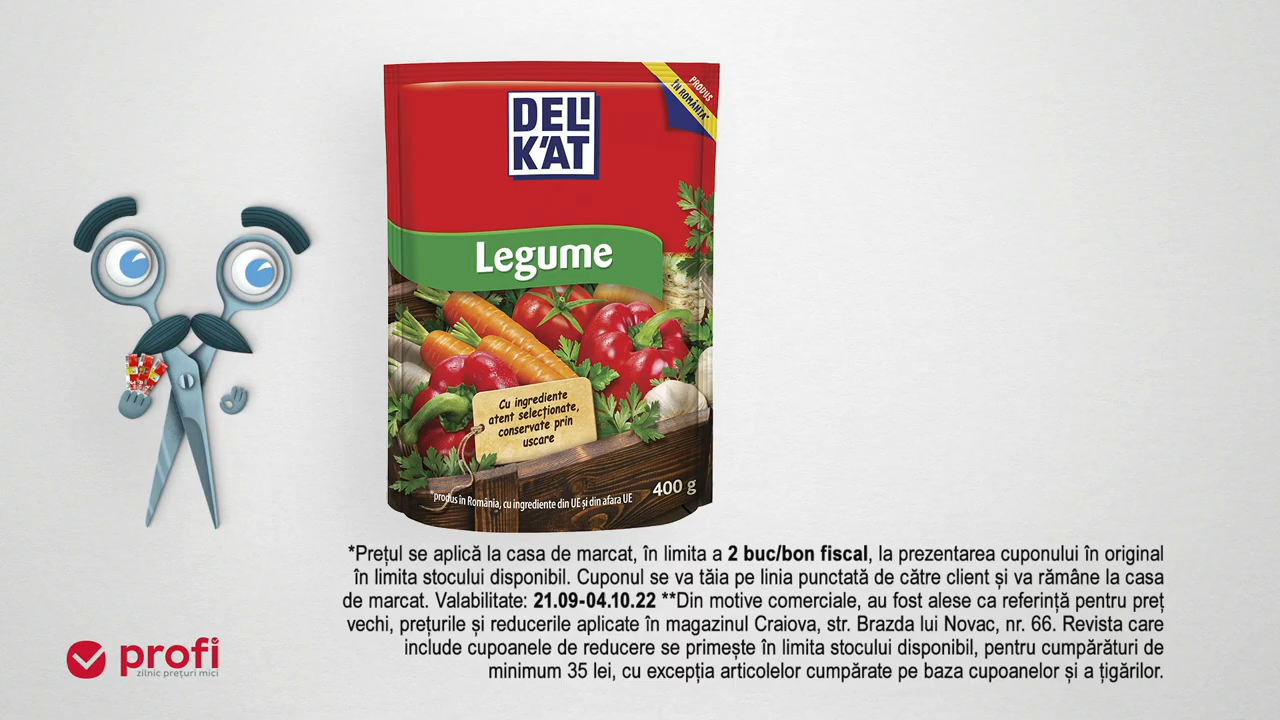 PRODUS
ÎN ROMÂNIA*
DELI
K'AT
Legume
Cu ingrediente
atent selecționate,
conservate prin
uscare
*produs în România, cu ingrediente din UE și din afara UE
400 g
*Prețul se aplică la casa de marcat, în limita a 2 buc/bon fiscal, la prezentarea cuponului în original
în limita stocului disponibil. Cuponul se va tăia pe linia punctată de către client și va rămâne la casa
de marcat. Valabilitate: 21.09-04.10.22 **Din motive comerciale, au fost alese ca referință pentru preț
vechi, prețurile și reducerile aplicate în magazinul Craiova, str. Brazda lui Novac, nr. 66. Revista care
include cupoanele de reducere se primește în limita stocului disponibil, pentru cumpărături de
minimum 35 lei, cu excepția articolelor cumpărate pe baza cupoanelor și a țigărilor.
profi
zilnic prețuri mici